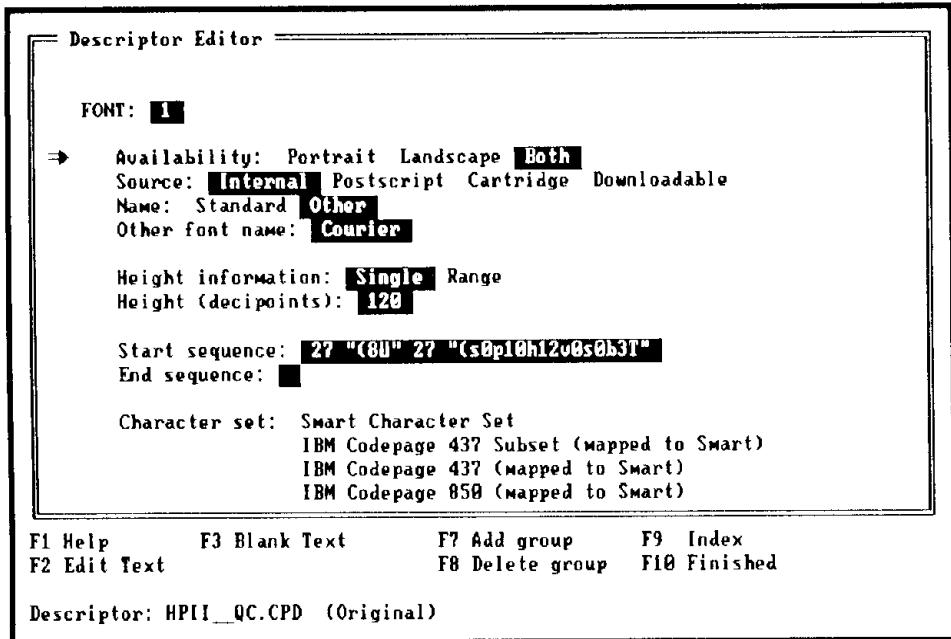 Descriptor Editor
FONT: 1
Availability: Portrait Landscape Both
Source: Internal Postscript Cartridge Downloadable
Name: Standard Other
Other font name: Courier
Height information: Single Range
Height (decipoints): 120
Start sequence: 27 "(8U" 27 "(s0p10h12v0s0b3T"
End sequence:
Character set: Smart Character Set
IBM Codepage 437 Subset (mapped to Smart)
IBM Codepage 437 (mapped to Smart)
IBM Codepage 850 (mapped to Smart)
F1 Help F3 Blank Text F7 Add group F9 Index
F2 Edit Text F8 Delete group F10 Finished
Descriptor: HPII__QC.CPD (Original)